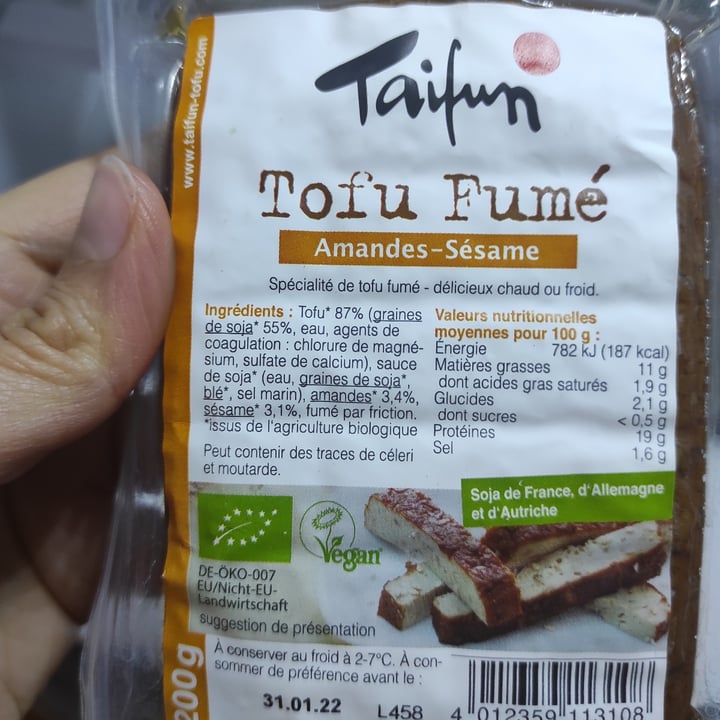 www.taifun-tofu.com
Taifun
Tofu Fumé
Amandes-Sésame
Spécialité de tofu fumé - délicieux chaud ou froid.
Ingrédients : Tofu* 87% (graines
de soja* 55%, eau, agents de
coagulation : chlorure de magné-
sium, sulfate de calcium), sauce
de soja* (eau, graines de soja*,
blé*, sel marin), amandes* 3,4%,
sésame* 3,1%, fumé par friction.
*issus de l'agriculture biologique
Peut contenir des traces de céleri
et moutarde.
Valeurs nutritionnelles
moyennes pour 100 g :
Énergie 782 kJ (187 kcal)
Matières grasses 11 g
dont acides gras saturés 1,9 g
Glucides 2,1 g
dont sucres < 0,5 g
Protéines 19 g
Sel 1,6 g
Soja de France, d'Allemagne
et d'Autriche
Vegan
DE-ÖKO-007
EU/Nicht-EU-
Landwirtschaft
suggestion de présentation
200g
À conserver au froid à 2-7°C. À con-
sommer de préférence avant le :
31.01.22 L458
4 012359 113108